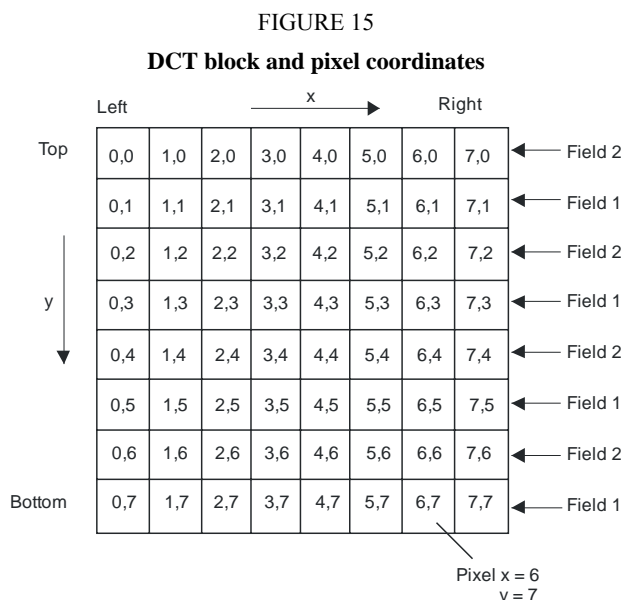 FIGURE 15
DCT block and pixel coordinates
Left x Right
Top 0,0 1,0 2,0 3,0 4,0 5,0 6,0 7,0 Field 2
0,1 1,1 2,1 3,1 4,1 5,1 6,1 7,1 Field 1
0,2 1,2 2,2 3,2 4,2 5,2 6,2 7,2 Field 2
y 0,3 1,3 2,3 3,3 4,3 5,3 6,3 7,3 Field 1
0,4 1,4 2,4 3,4 4,4 5,4 6,4 7,4 Field 2
0,5 1,5 2,5 3,5 4,5 5,5 6,5 7,5 Field 1
0,6 1,6 2,6 3,6 4,6 5,6 6,6 7,6 Field 2
Bottom 0,7 1,7 2,7 3,7 4,7 5,7 6,7 7,7 Field 1
Pixel x = 6
y = 7